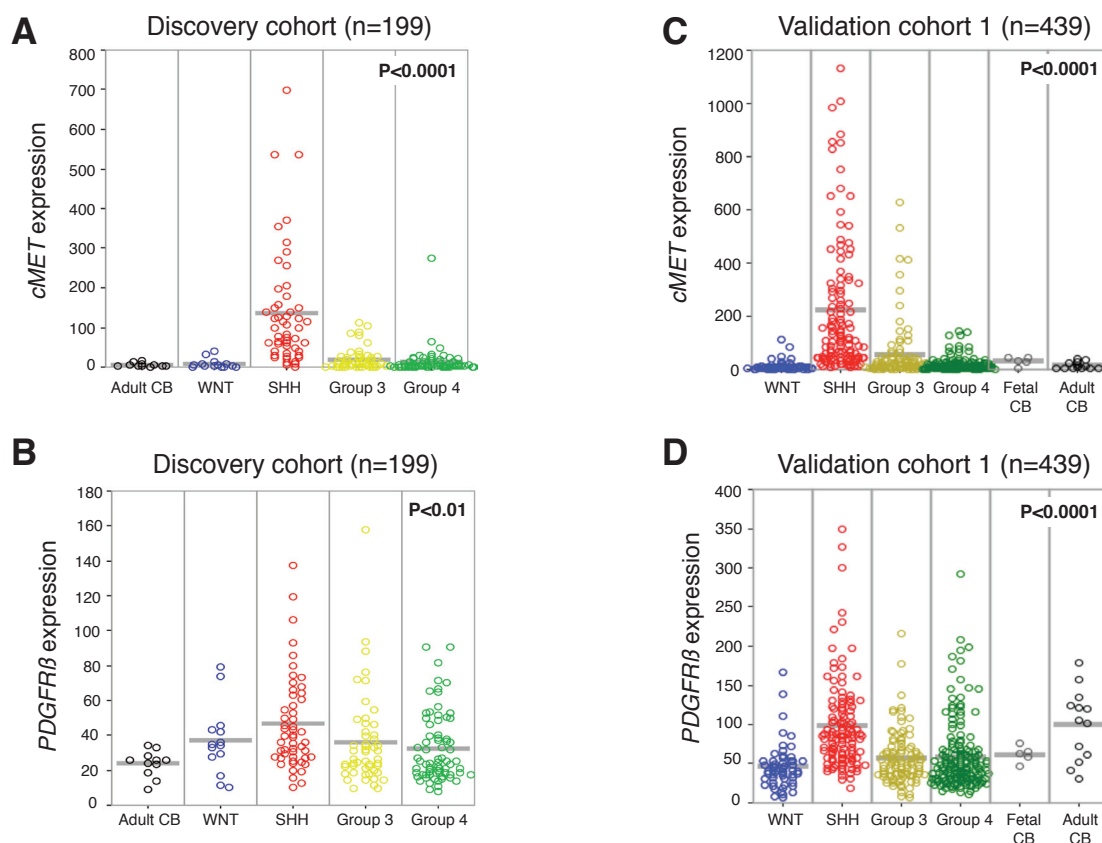 A
Discovery cohort (n=199)
P<0.0001
cMET expression
800
700
600
500
400
300
200
100
0
Adult CB
WNT
SHH
Group 3
Group 4
C
Validation cohort 1 (n=439)
P<0.0001
cMET expression
1200
1000
800
600
400
200
0
WNT
SHH
Group 3
Group 4
Fetal
CB
Adult
CB
B
Discovery cohort (n=199)
P<0.01
PDGFRß expression
180
160
140
120
100
80
60
40
20
0
Adult CB
WNT
SHH
Group 3
Group 4
D
Validation cohort 1 (n=439)
P<0.0001
PDGFRß expression
400
350
300
250
200
150
100
50
0
WNT
SHH
Group 3
Group 4
Fetal
CB
Adult
CB